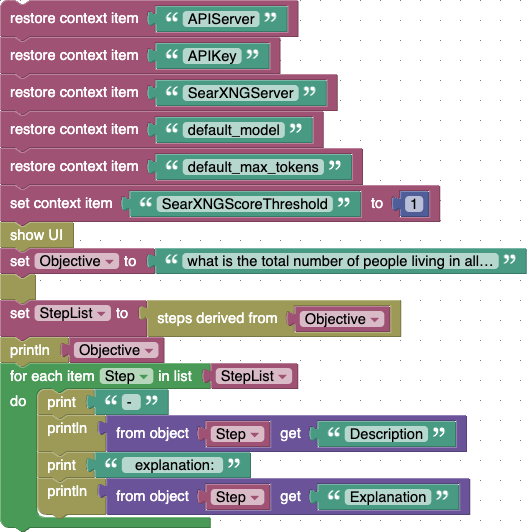 restore context item “ APIServer ”
restore context item “ APIKey ”
restore context item “ SearXNGServer ”
restore context item “ default_model ”
restore context item “ default_max_tokens ”
set context item “ SearXNGScoreThreshold ” to 1
show UI
set Objective to “ what is the total number of people living in all... ”
set StepList to steps derived from Objective
println Objective
for each item Step in list StepList
do print “ - ”
println from object Step get “ Description ”
print “ explanation: ”
println from object Step get “ Explanation ”